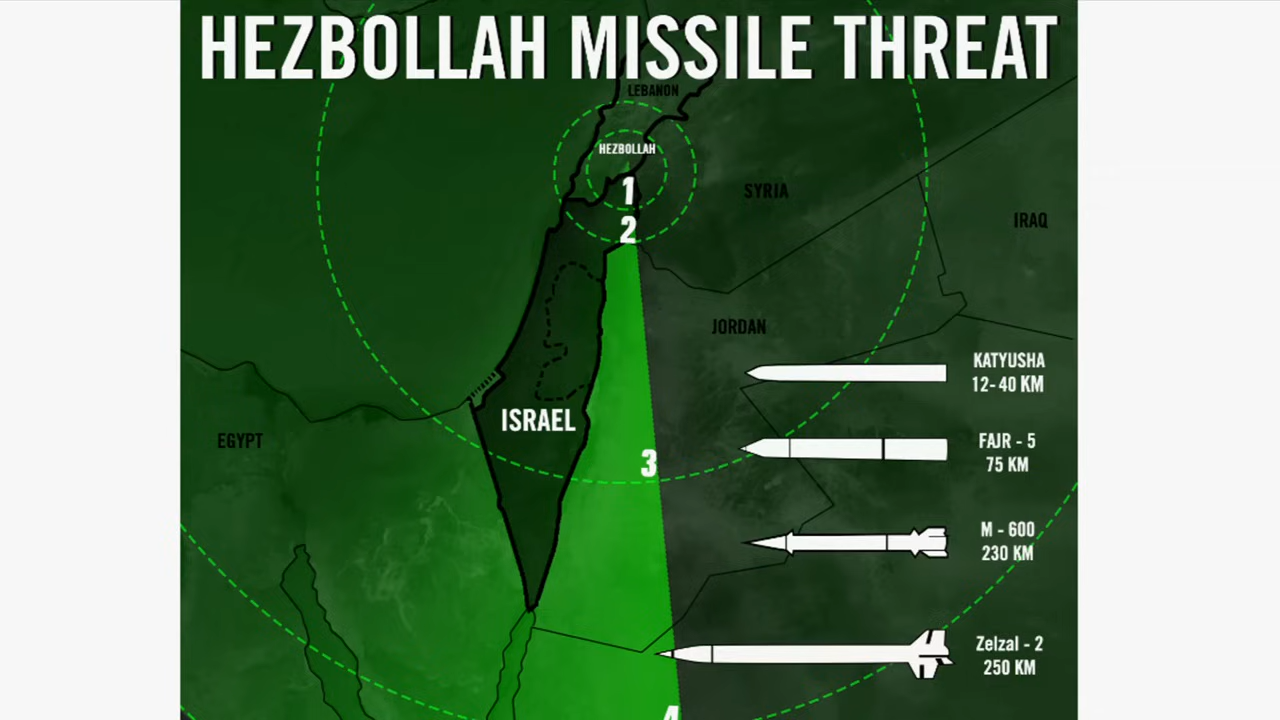 HEZBOLLAH MISSILE THREAT
LEBANON
HEZBOLLAH
1
SYRIA
2
IRAQ
JORDAN
KATYUSHA
12-40 KM
ISRAEL
EGYPT
FAJR - 5
75 KM
3
M - 600
230 KM
Zelzal - 2
250 KM
4